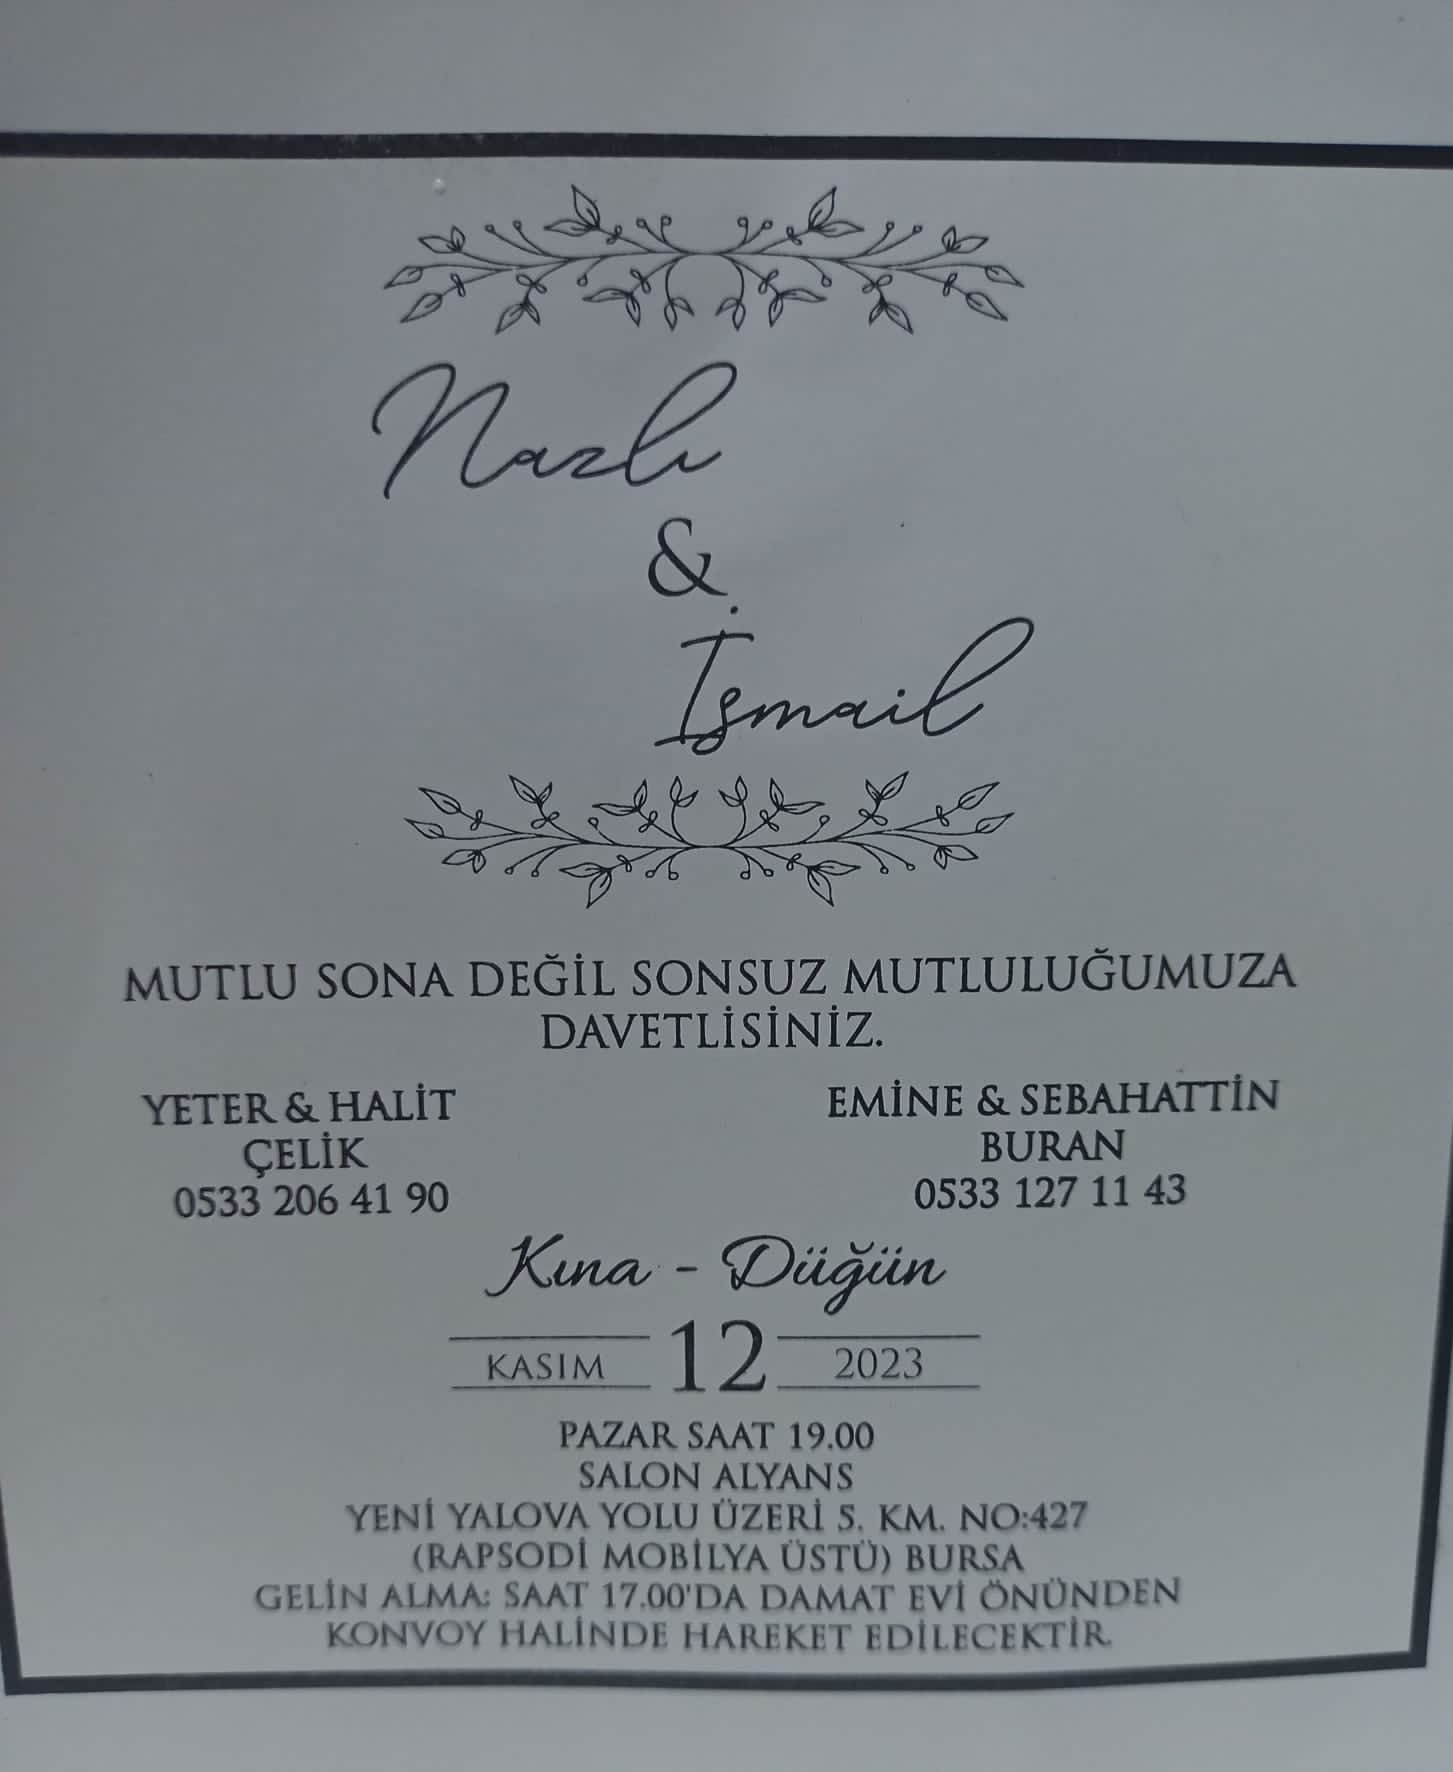 Nazlı
&
İsmail
MUTLU SONA DEĞİL SONSUZ MUTLULUĞUMUZA
DAVETLİSİNİZ.
YETER & HALİT
ÇELİK
0533 206 41 90
EMİNE & SEBAHATTİN
BURAN
0533 127 11 43
Kına - Düğün
KASIM 12 2023
PAZAR SAAT 19.00
SALON ALYANS
YENİ YALOVA YOLU ÜZERİ 5. KM. NO:427
(RAPSODİ MOBİLYA ÜSTÜ) BURSA
GELİN ALMA: SAAT 17.00'DA DAMAT EVİ ÖNÜNDEN
KONVOY HALİNDE HAREKET EDİLECEKTİR.